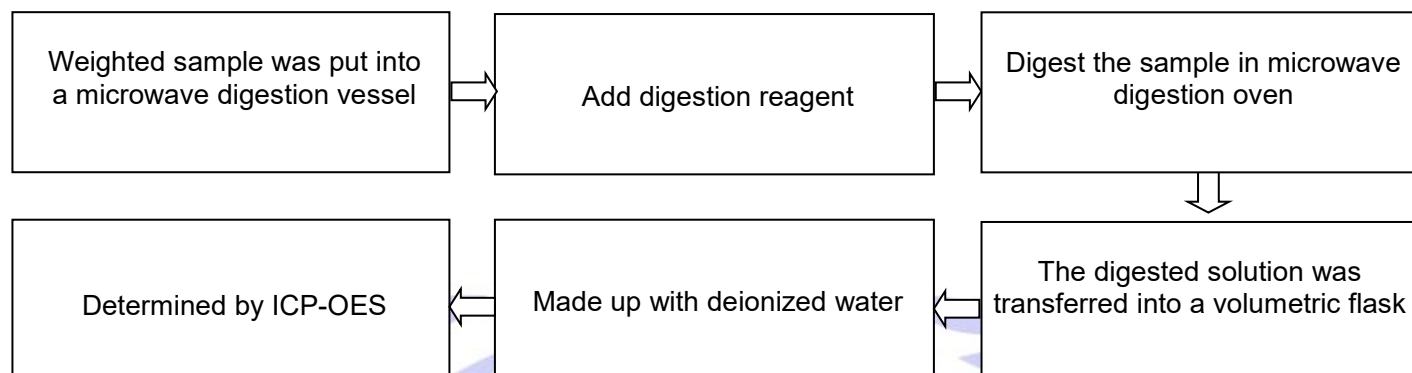 Weighted sample was put into
a microwave digestion vessel
Add digestion reagent
Digest the sample in microwave
digestion oven
The digested solution was
transferred into a volumetric flask
Made up with deionized water
Determined by ICP-OES